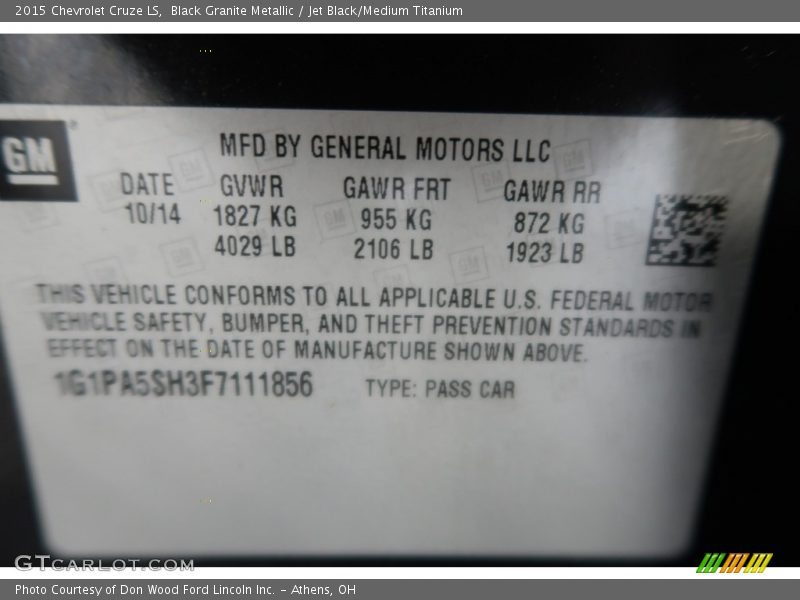 2015 Chevrolet Cruze LS,  Black Granite Metallic / Jet Black/Medium Titanium
GM®
MFD BY GENERAL MOTORS LLC
DATE GVWR GAWR FRT GAWR RR
10/14 1827 KG 955 KG 872 KG
4029 LB 2106 LB 1923 LB
THIS VEHICLE CONFORMS TO ALL APPLICABLE U.S. FEDERAL MOTOR
VEHICLE SAFETY, BUMPER, AND THEFT PREVENTION STANDARDS IN
EFFECT ON THE DATE OF MANUFACTURE SHOWN ABOVE.
1G1PA5SH3F7111856 TYPE: PASS CAR
GTCARLOT.COM
Photo Courtesy of Don Wood Ford Lincoln Inc. – Athens, OH